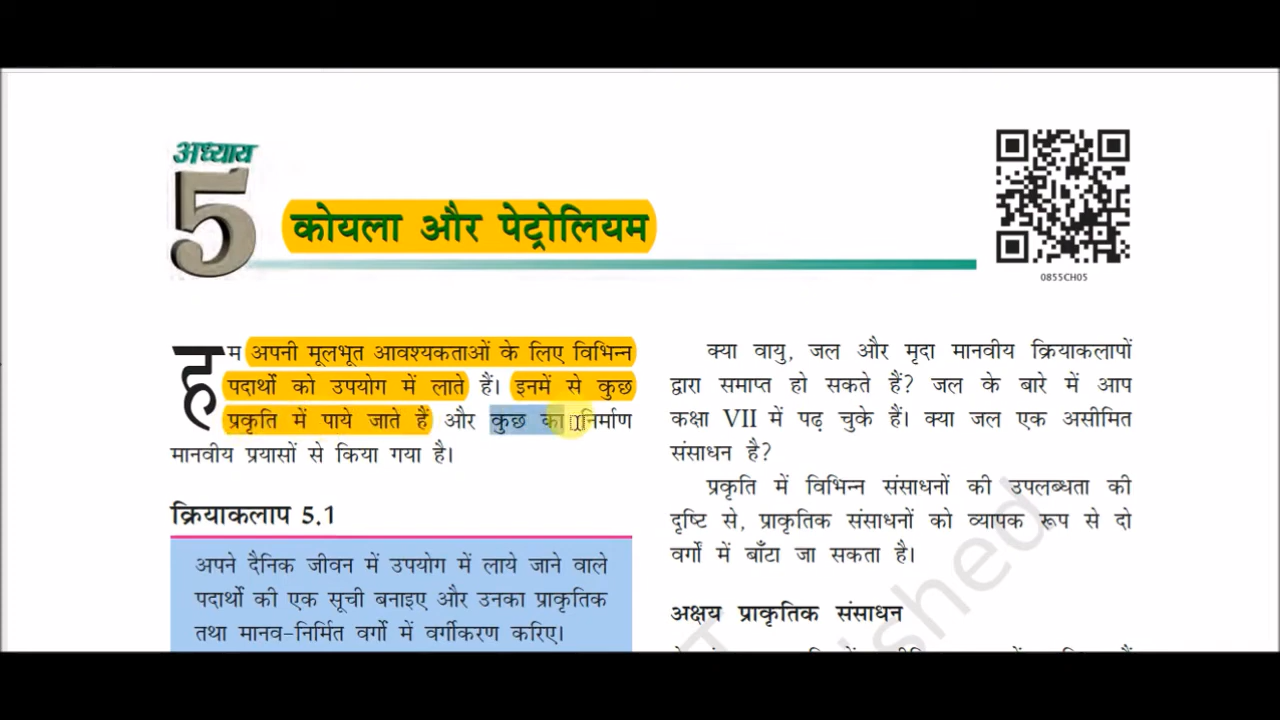 अध्याय
5
कोयला और पेट्रोलियम
0855CH05
हम अपनी मूलभूत आवश्यकताओं के लिए विभिन्न
पदार्थों को उपयोग में लाते हैं। इनमें से कुछ
प्रकृति में पाये जाते हैं और कुछ का निर्माण
मानवीय प्रयासों से किया गया है।
क्रियाकलाप 5.1
अपने दैनिक जीवन में उपयोग में लाये जाने वाले
पदार्थों की एक सूची बनाइए और उनका प्राकृतिक
तथा मानव-निर्मित वर्गों में वर्गीकरण करिए।
क्या वायु, जल और मृदा मानवीय क्रियाकलापों
द्वारा समाप्त हो सकते हैं? जल के बारे में आप
कक्षा VII में पढ़ चुके हैं। क्या जल एक असीमित
संसाधन है?
प्रकृति में विभिन्न संसाधनों की उपलब्धता की
दृष्टि से, प्राकृतिक संसाधनों को व्यापक रूप से दो
वर्गों में बाँटा जा सकता है।
अक्षय प्राकृतिक संसाधन